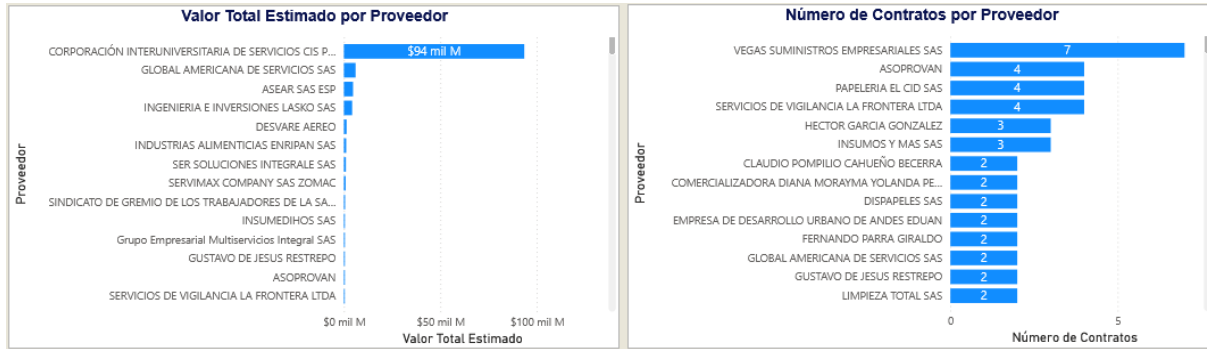 Valor Total Estimado por Proveedor
Proveedor
CORPORACIÓN INTERUNIVERSITARIA DE SERVICIOS CIS P...
$94 mil M
GLOBAL AMERICANA DE SERVICIOS SAS
ASEAR SAS ESP
INGENIERIA E INVERSIONES LASKO SAS
DESVARE AEREO
INDUSTRIAS ALIMENTICIAS ENRIPAN SAS
SER SOLUCIONES INTEGRALE SAS
SERVIMAX COMPANY SAS ZOMAC
SINDICATO DE GREMIO DE LOS TRABAJADORES DE LA SA...
INSUMEDIHOS SAS
Grupo Empresarial Multiservicios Integral SAS
GUSTAVO DE JESUS RESTREPO
ASOPROVAN
SERVICIOS DE VIGILANCIA LA FRONTERA LTDA
$0 mil M $50 mil M $100 mil M
Valor Total Estimado
Número de Contratos por Proveedor
Proveedor
VEGAS SUMINISTROS EMPRESARIALES SAS 7
ASOPROVAN 4
PAPELERIA EL CID SAS 4
SERVICIOS DE VIGILANCIA LA FRONTERA LTDA 4
HECTOR GARCIA GONZALEZ 3
INSUMOS Y MAS SAS 3
CLAUDIO POMPILIO CAHUEÑO BECERRA 2
COMERCIALIZADORA DIANA MORAYMA YOLANDA PE... 2
DISPAPELES SAS 2
EMPRESA DE DESARROLLO URBANO DE ANDES EDUAN 2
FERNANDO PARRA GIRALDO 2
GLOBAL AMERICANA DE SERVICIOS SAS 2
GUSTAVO DE JESUS RESTREPO 2
LIMPIEZA TOTAL SAS 2
0 5
Número de Contratos